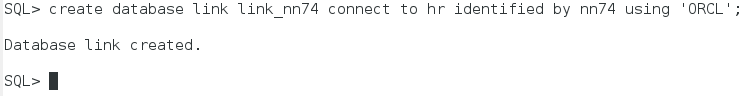 SQL> create database link link_nn74 connect to hr identified by nn74 using 'ORCL';
Database link created.
SQL>